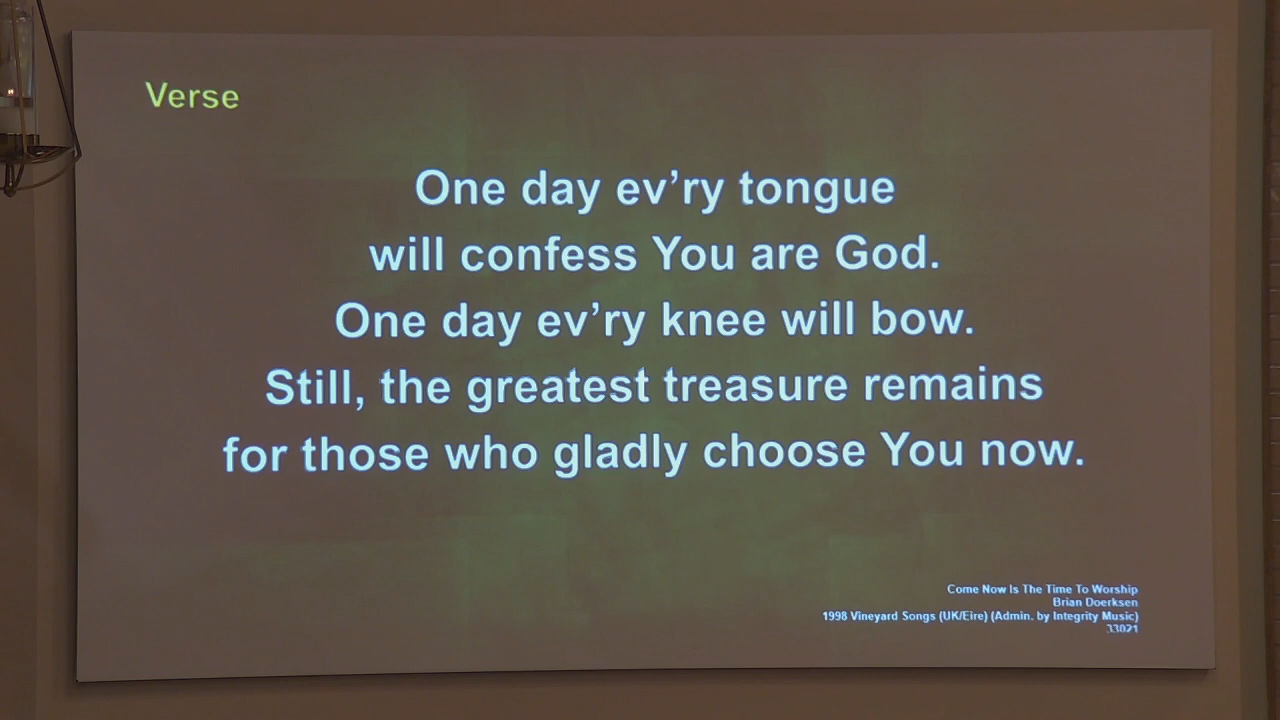 Verse
One day ev’ry tongue
will confess You are God.
One day ev’ry knee will bow.
Still, the greatest treasure remains
for those who gladly choose You now.
Come Now Is The Time To Worship
Brian Doerksen
1998 Vineyard Songs (UK/Eire) (Admin. by Integrity Music)
33021